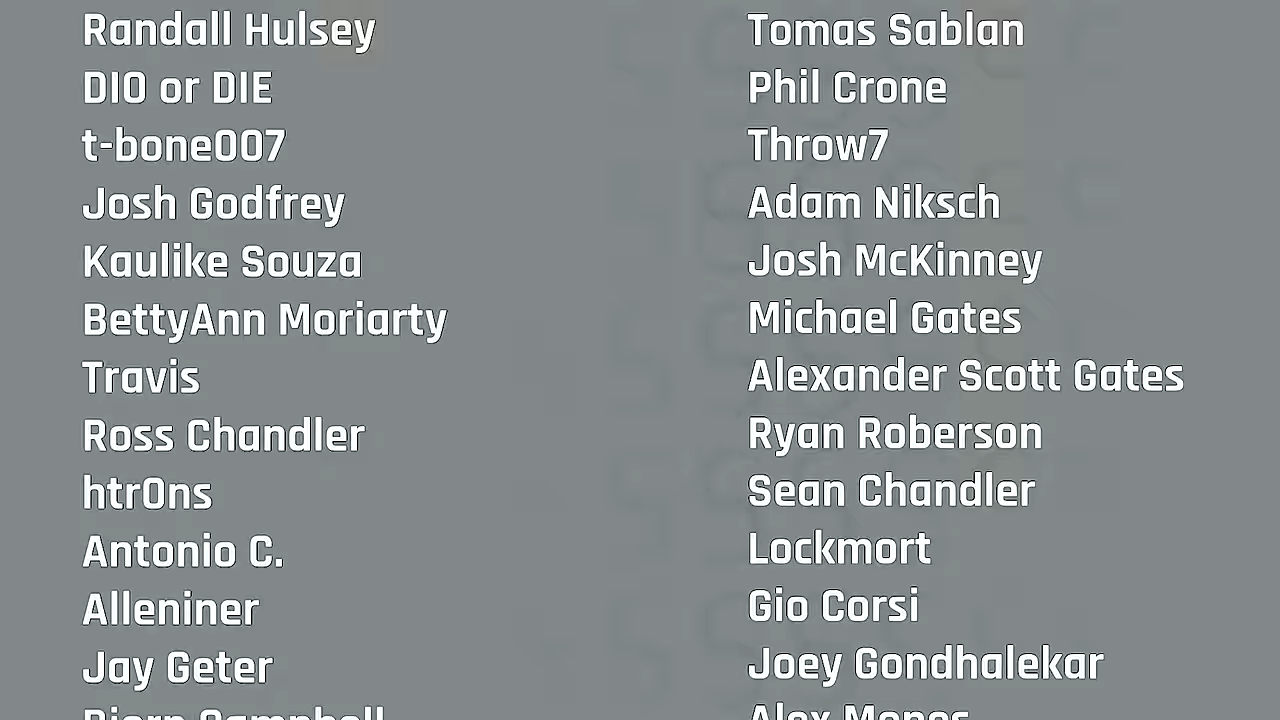 Randall Hulsey
DIO or DIE
t-bone007
Josh Godfrey
Kaulike Souza
BettyAnn Moriarty
Travis
Ross Chandler
htr0ns
Antonio C.
Alleniner
Jay Geter
Tomas Sablan
Phil Crone
Throw7
Adam Niksch
Josh McKinney
Michael Gates
Alexander Scott Gates
Ryan Roberson
Sean Chandler
Lockmort
Gio Corsi
Joey Gondhalekar
Alex